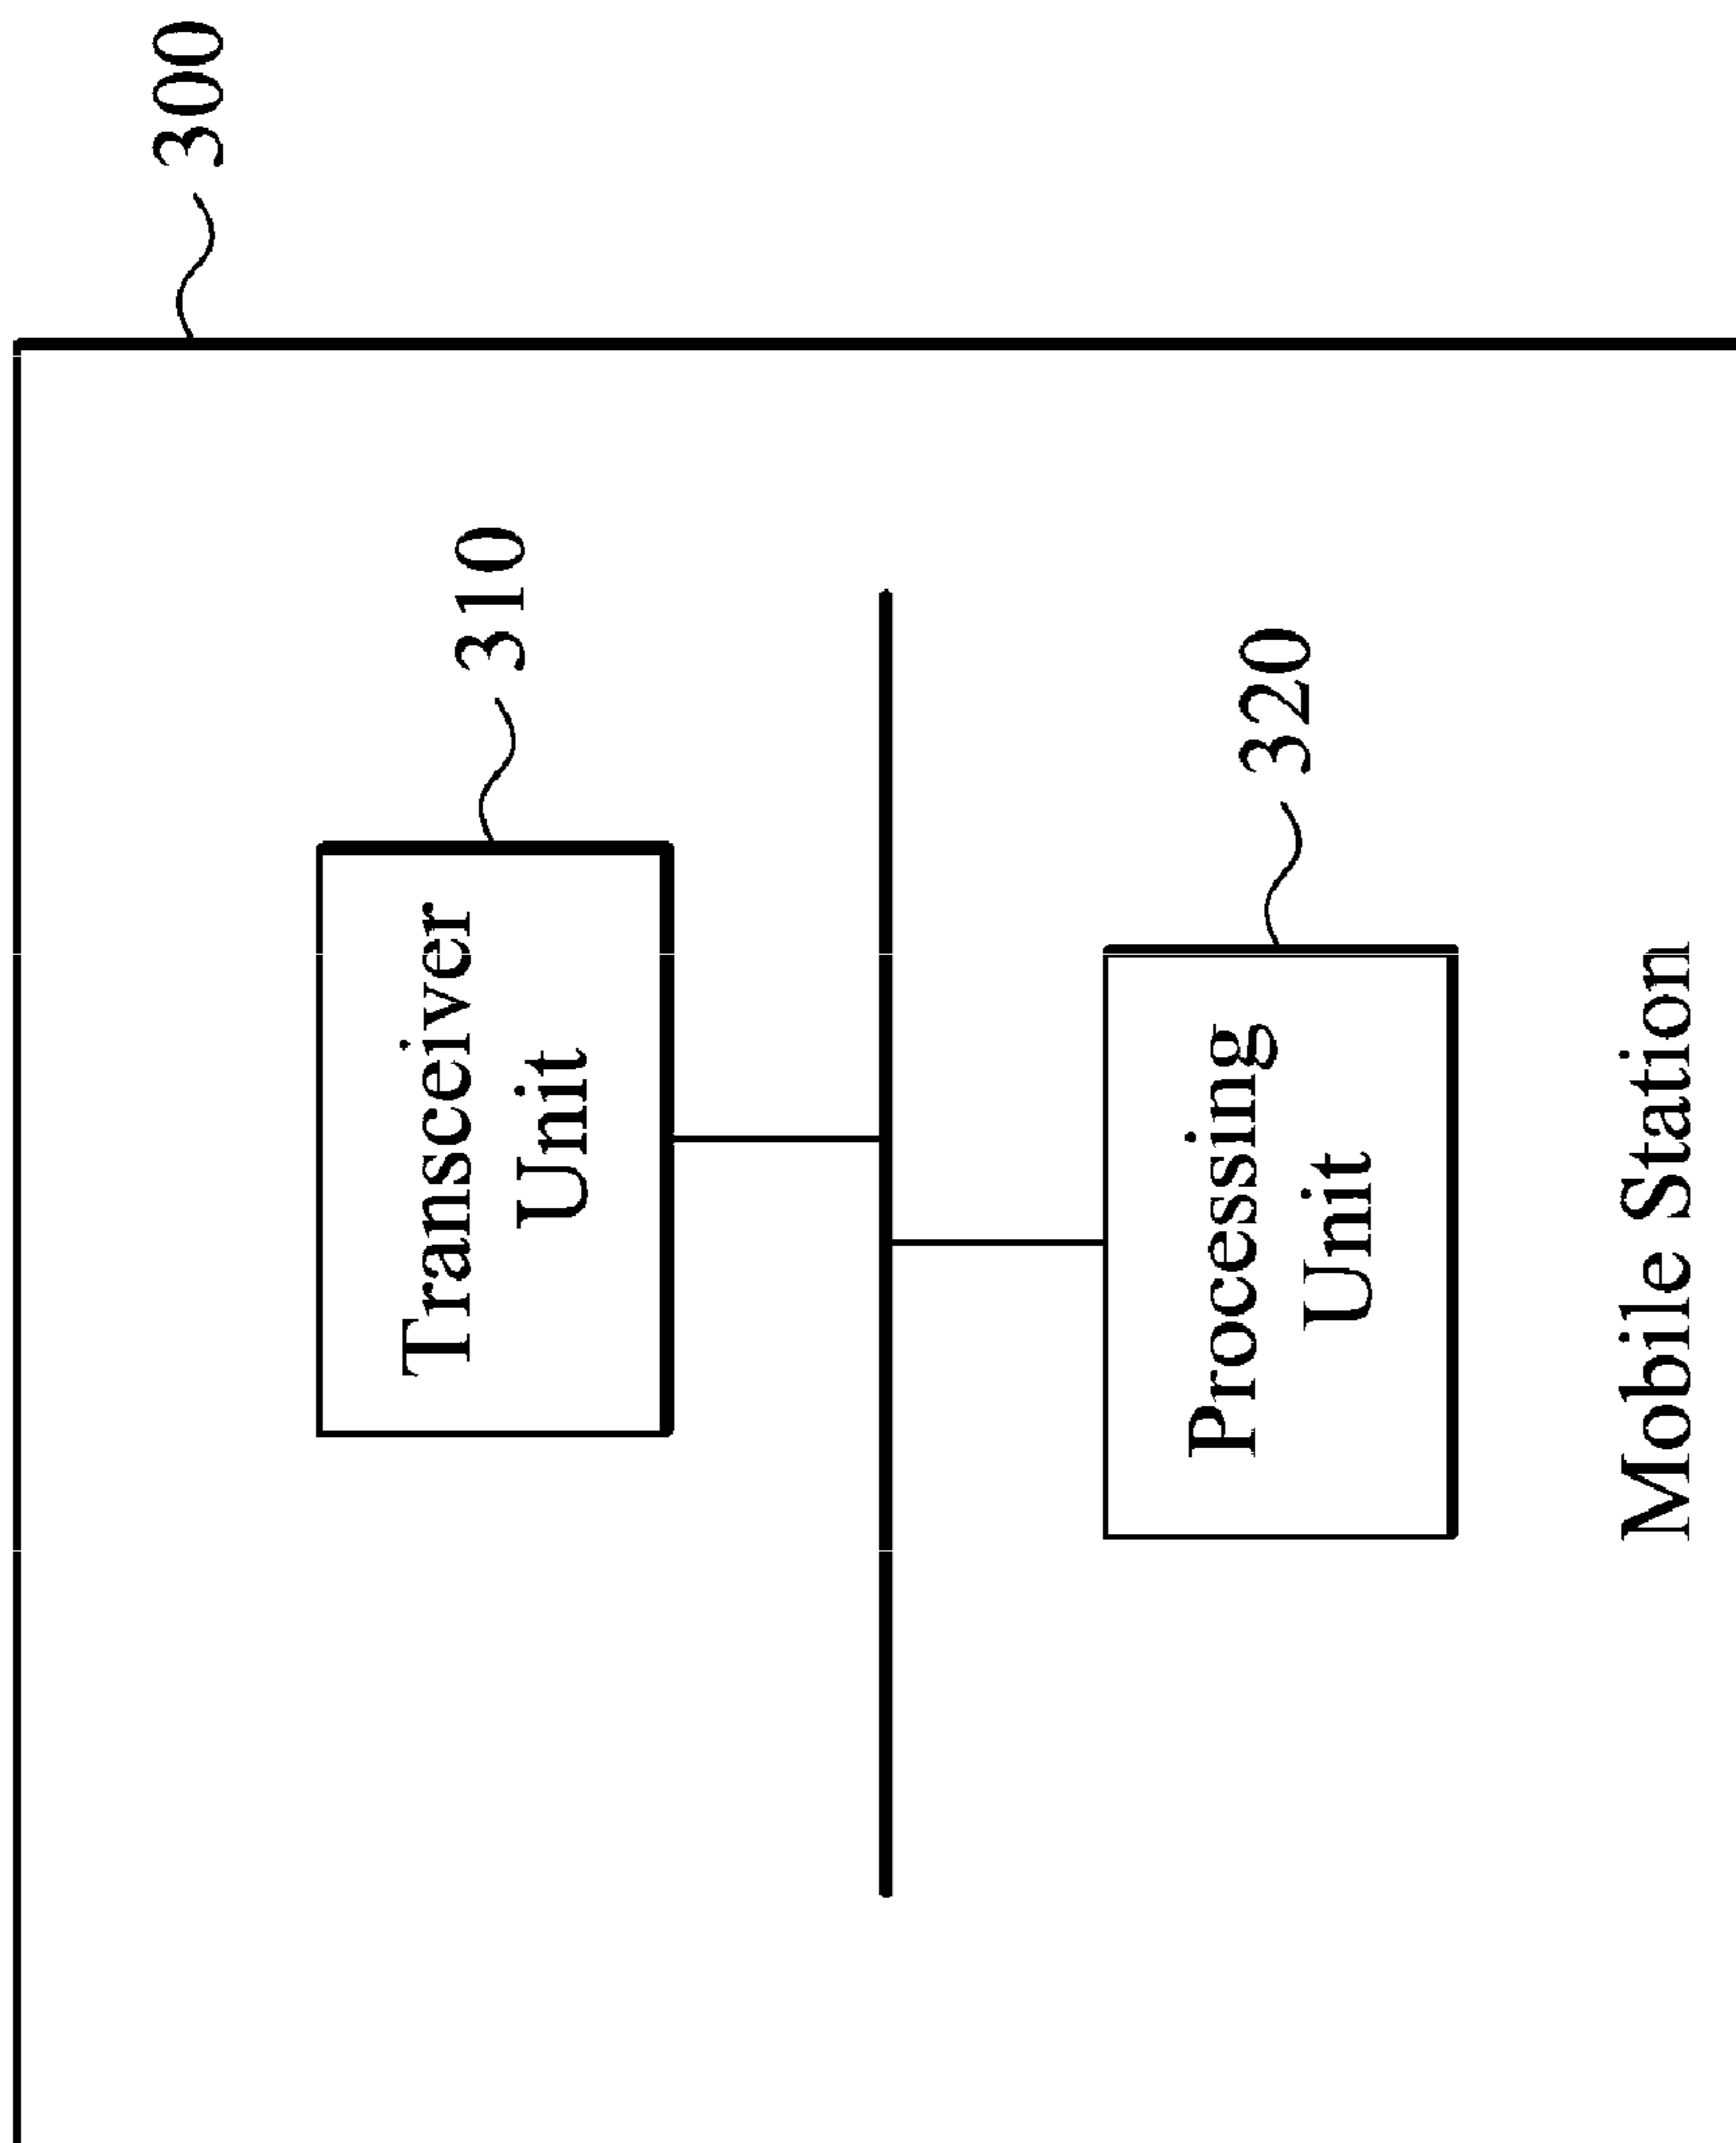 300
310
Transceiver
Unit
320
Processing
Unit
Mobile Station